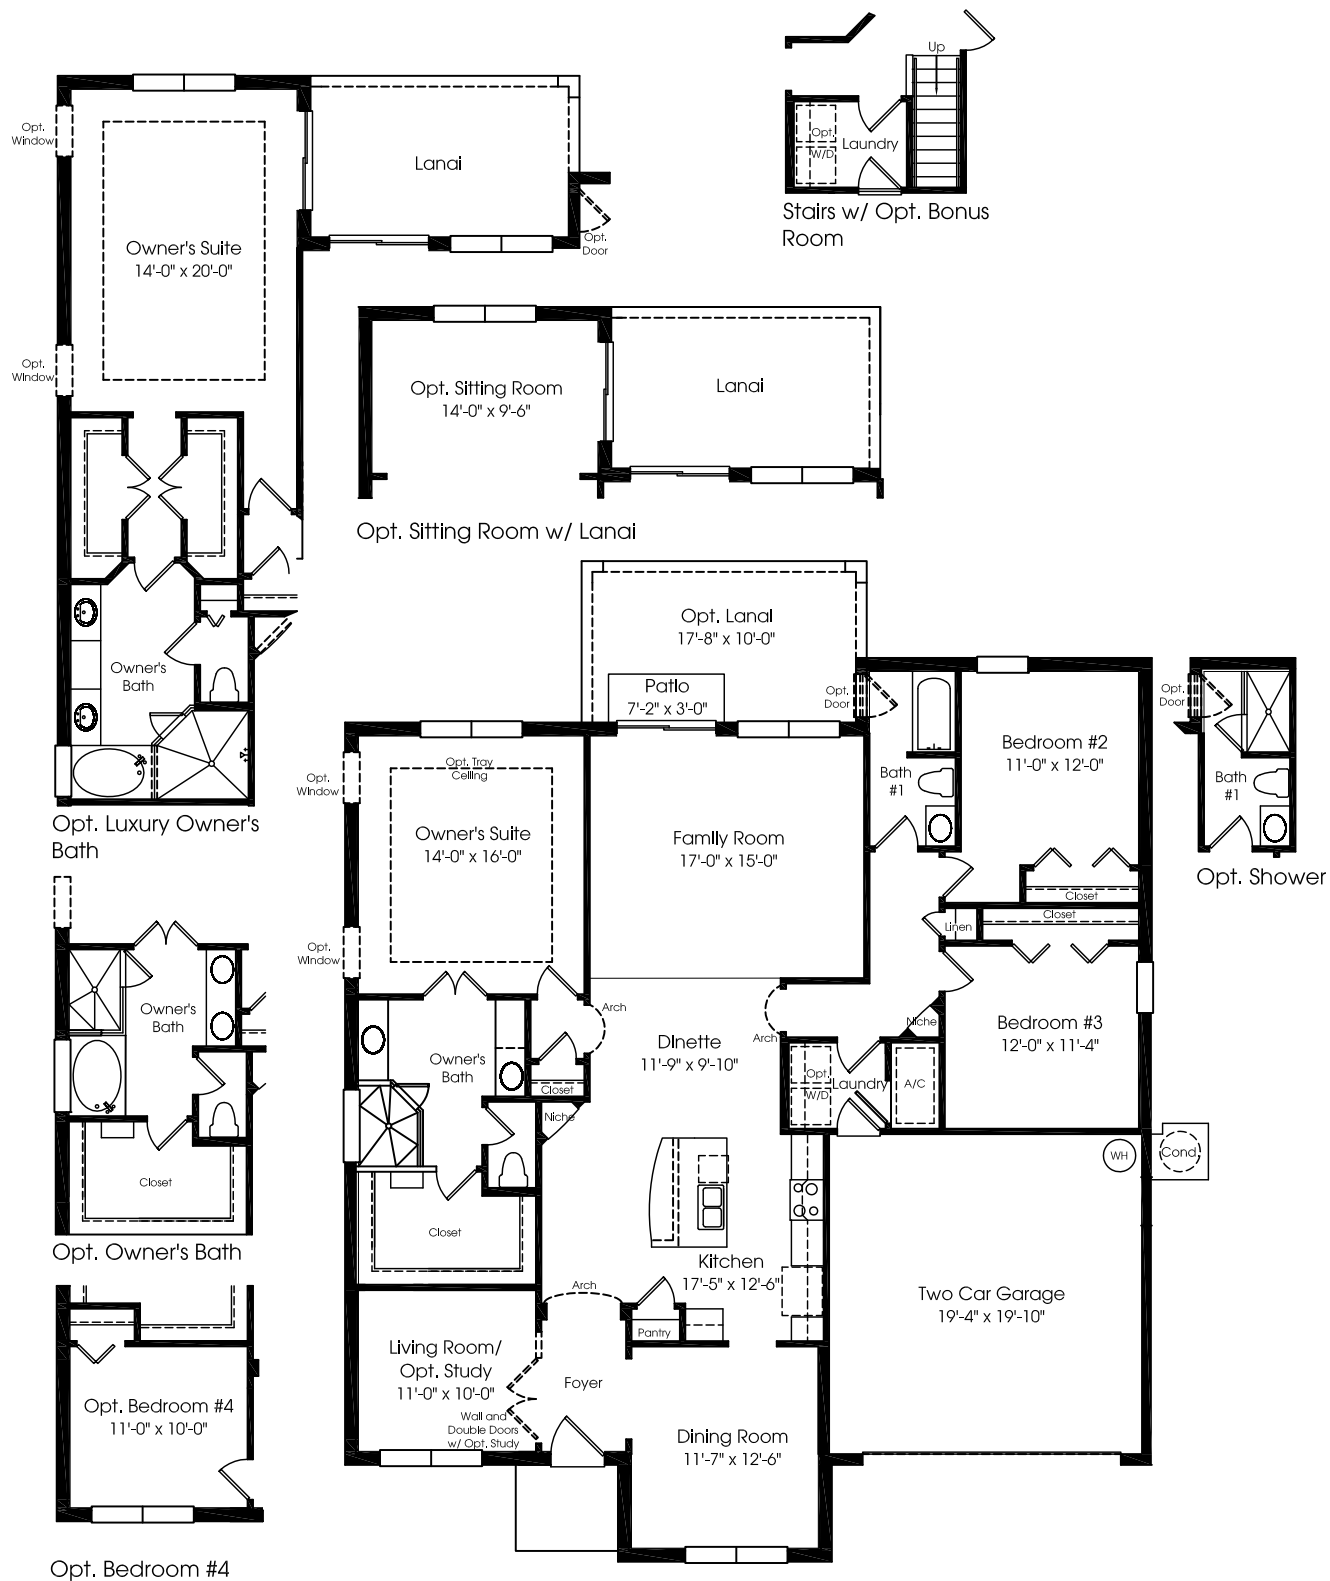 Up
Opt.
W/D
Laundry
Stairs w/ Opt. Bonus
Room
Opt.
Window
Lanai
Owner's Suite
14'-0" x 20'-0"
Opt.
Door
Opt.
Window
Opt. Sitting Room
14'-0" x 9'-6"
Lanai
Opt. Sitting Room w/ Lanai
Owner's
Bath
Opt. Luxury Owner's
Bath
Opt. Lanai
17'-8" x 10'-0"
Patio
7'-2" x 3'-0"
Opt.
Door
Opt.
Door
Bath
#1
Opt. Shower
Opt. Tray
Ceiling
Opt.
Window
Owner's Suite
14'-0" x 16'-0"
Opt.
Window
Family Room
17'-0" x 15'-0"
Bath
#1
Bedroom #2
11'-0" x 12'-0"
Closet
Closet
Linen
Bedroom #3
12'-0" x 11'-4"
Niche
Arch
Arch
Dinette
11'-9" x 9'-10"
Owner's
Bath
Closet
Niche
Opt.
W/D
Laundry
A/C
WH
Cond.
Closet
Kitchen
17'-5" x 12'-6"
Two Car Garage
19'-4" x 19'-10"
Arch
Pantry
Living Room/
Opt. Study
11'-0" x 10'-0"
Wall and
Double Doors
w/ Opt. Study
Foyer
Dining Room
11'-7" x 12'-6"
Owner's
Bath
Closet
Opt. Owner's Bath
Opt. Bedroom #4
11'-0" x 10'-0"
Opt. Bedroom #4